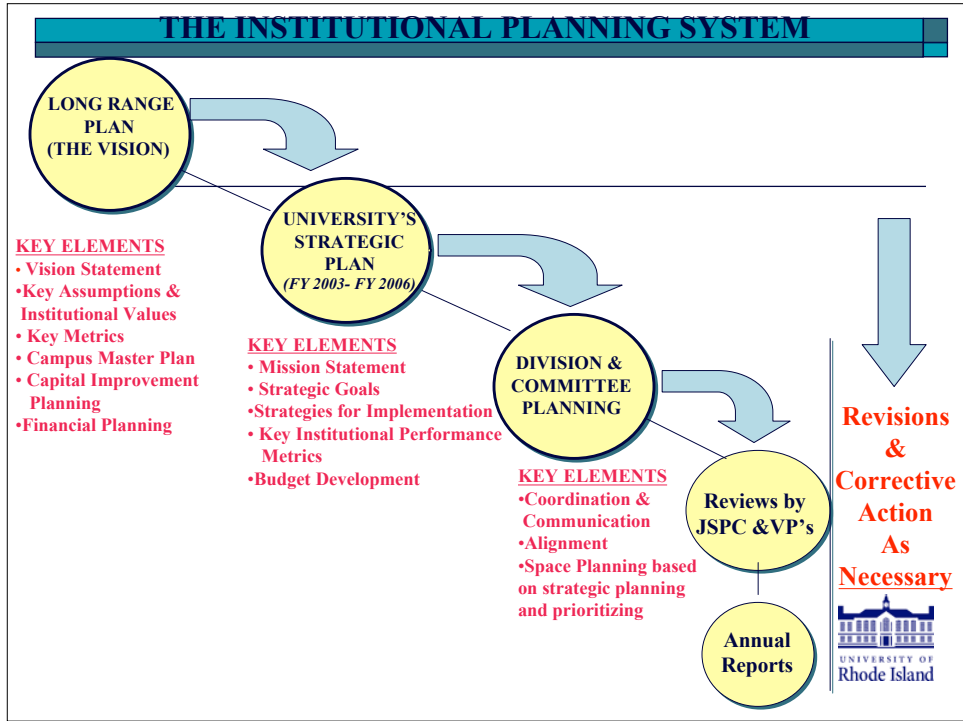 THE INSTITUTIONAL PLANNING SYSTEM
LONG RANGE
PLAN
(THE VISION)
KEY ELEMENTS
• Vision Statement
•Key Assumptions &
Institutional Values
• Key Metrics
• Campus Master Plan
• Capital Improvement
Planning
•Financial Planning
UNIVERSITY'S
STRATEGIC
PLAN
(FY 2003- FY 2006)
KEY ELEMENTS
• Mission Statement
• Strategic Goals
•Strategies for Implementation
• Key Institutional Performance
Metrics
•Budget Development
DIVISION &
COMMITTEE
PLANNING
KEY ELEMENTS
•Coordination &
Communication
•Alignment
•Space Planning based
on strategic planning
and prioritizing
Reviews by
JSPC &VP's
Annual
Reports
Revisions
&
Corrective
Action
As
Necessary
UNIVERSITY OF
Rhode Island